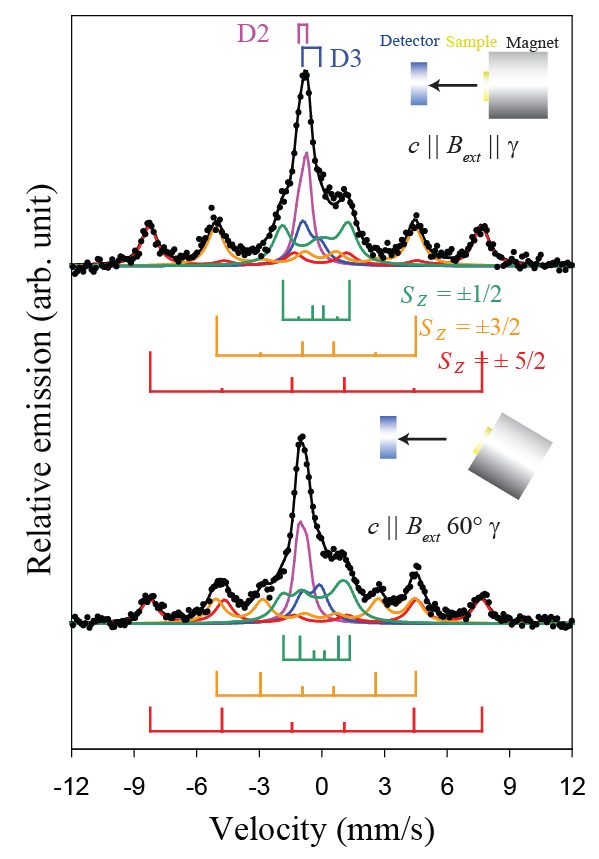 D2
D3
Detector Sample Magnet
c || B_ext || γ
S_Z = ±1/2
S_Z = ±3/2
S_Z = ± 5/2
c || B_ext 60° γ
Relative emission (arb. unit)
-12 -9 -6 -3 0 3 6 9 12
Velocity (mm/s)